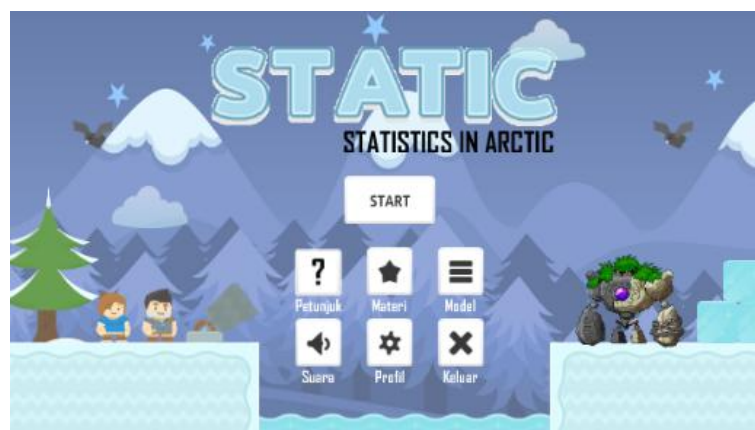 STATIC
STATISTICS IN ARCTIC
START
?
Petunjuk Materi Model
Suara Profil Keluar